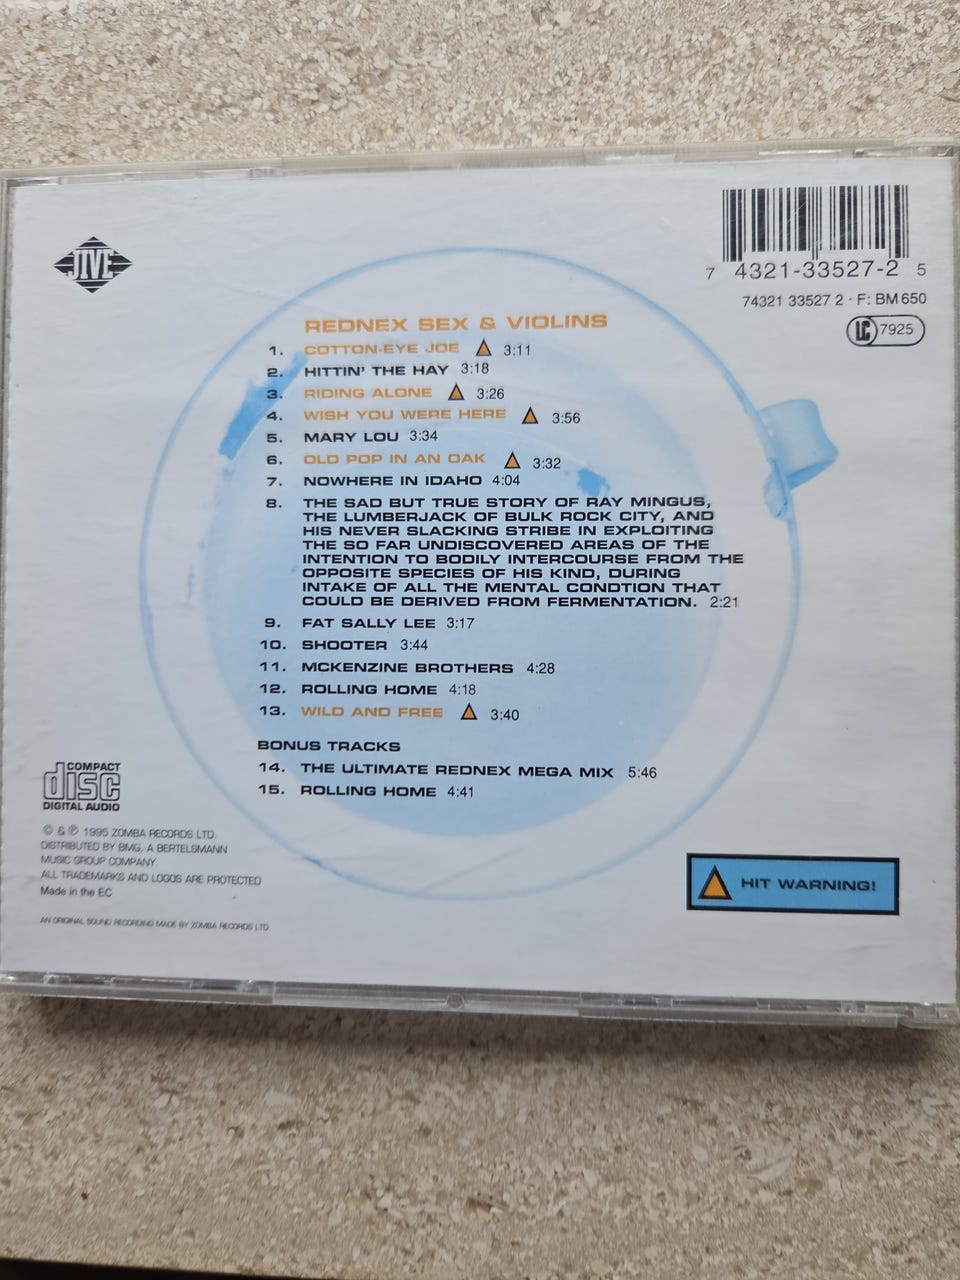 JIVE
7 4321-33527-2 5
74321 33527 2 · F: BM 650
LC 7925
REDNEX SEX & VIOLINS
1. COTTON-EYE JOE 3:11
2. HITTIN' THE HAY 3:18
3. RIDING ALONE 3:26
4. WISH YOU WERE HERE 3:56
5. MARY LOU 3:34
6. OLD POP IN AN OAK 3:32
7. NOWHERE IN IDAHO 4:04
8. THE SAD BUT TRUE STORY OF RAY MINGUS,
THE LUMBERJACK OF BULK ROCK CITY, AND
HIS NEVER SLACKING STRIBE IN EXPLOITING
THE SO FAR UNDISCOVERED AREAS OF THE
INTENTION TO BODILY INTERCOURSE FROM THE
OPPOSITE SPECIES OF HIS KIND, DURING
INTAKE OF ALL THE MENTAL CONDTION THAT
COULD BE DERIVED FROM FERMENTATION. 2:21
9. FAT SALLY LEE 3:17
10. SHOOTER 3:44
11. MCKENZINE BROTHERS 4:28
12. ROLLING HOME 4:18
13. WILD AND FREE 3:40
BONUS TRACKS
14. THE ULTIMATE REDNEX MEGA MIX 5:46
15. ROLLING HOME 4:41
COMPACT
disc
DIGITAL AUDIO
© & ℗ 1995 ZOMBA RECORDS LTD.
DISTRIBUTED BY BMG, A BERTELSMANN
MUSIC GROUP COMPANY.
ALL TRADEMARKS AND LOGOS ARE PROTECTED
Made in the EC
AN ORIGINAL SOUND RECORDING MADE BY ZOMBA RECORDS LTD.
HIT WARNING!